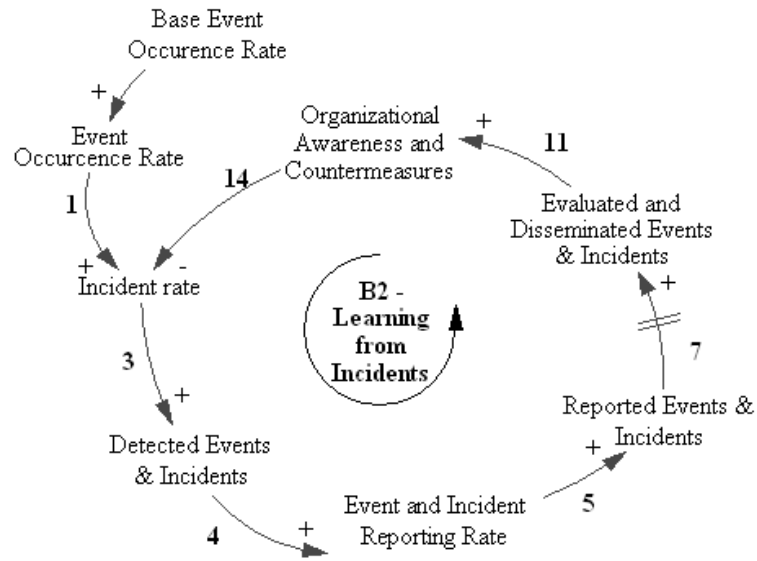 Base Event
Occurence Rate
+
Event
Occurcence Rate
1
+
Organizational
Awareness and
Countermeasures
+
11
14
-
Incident rate
Evaluated and
Disseminated Events
& Incidents
+
B2 -
Learning
from
Incidents
3
+
7
Detected Events
& Incidents
Reported Events &
Incidents
+
4
+
Event and Incident
Reporting Rate
5